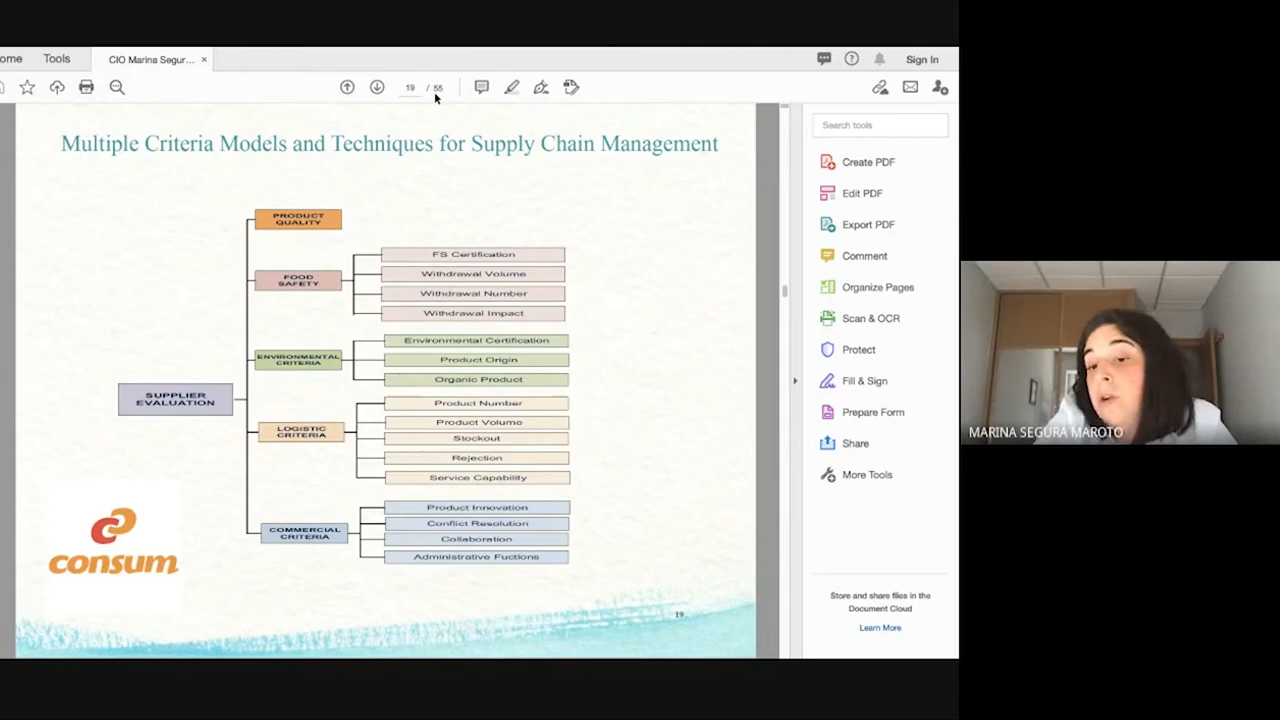 ome
Tools
CIO Marina Segur...
×
Sign In
19 / 55
Multiple Criteria Models and Techniques for Supply Chain Management
PRODUCT
QUALITY
FOOD
SAFETY
FS Certification
Withdrawal Volume
Withdrawal Number
Withdrawal Impact
ENVIRONMENTAL
CRITERIA
Environmental Certification
Product Origin
Organic Product
SUPPLIER
EVALUATION
LOGISTIC
CRITERIA
Product Number
Product Volume
Stockout
Rejection
Service Capability
COMMERCIAL
CRITERIA
Product Innovation
Conflict Resolution
Collaboration
Administrative Fuctions
consum
19
Search tools
Create PDF
Edit PDF
Export PDF
Comment
Organize Pages
Scan & OCR
Protect
Fill & Sign
Prepare Form
Share
More Tools
Store and share files in the
Document Cloud
Learn More
MARINA SEGURA MAROTO